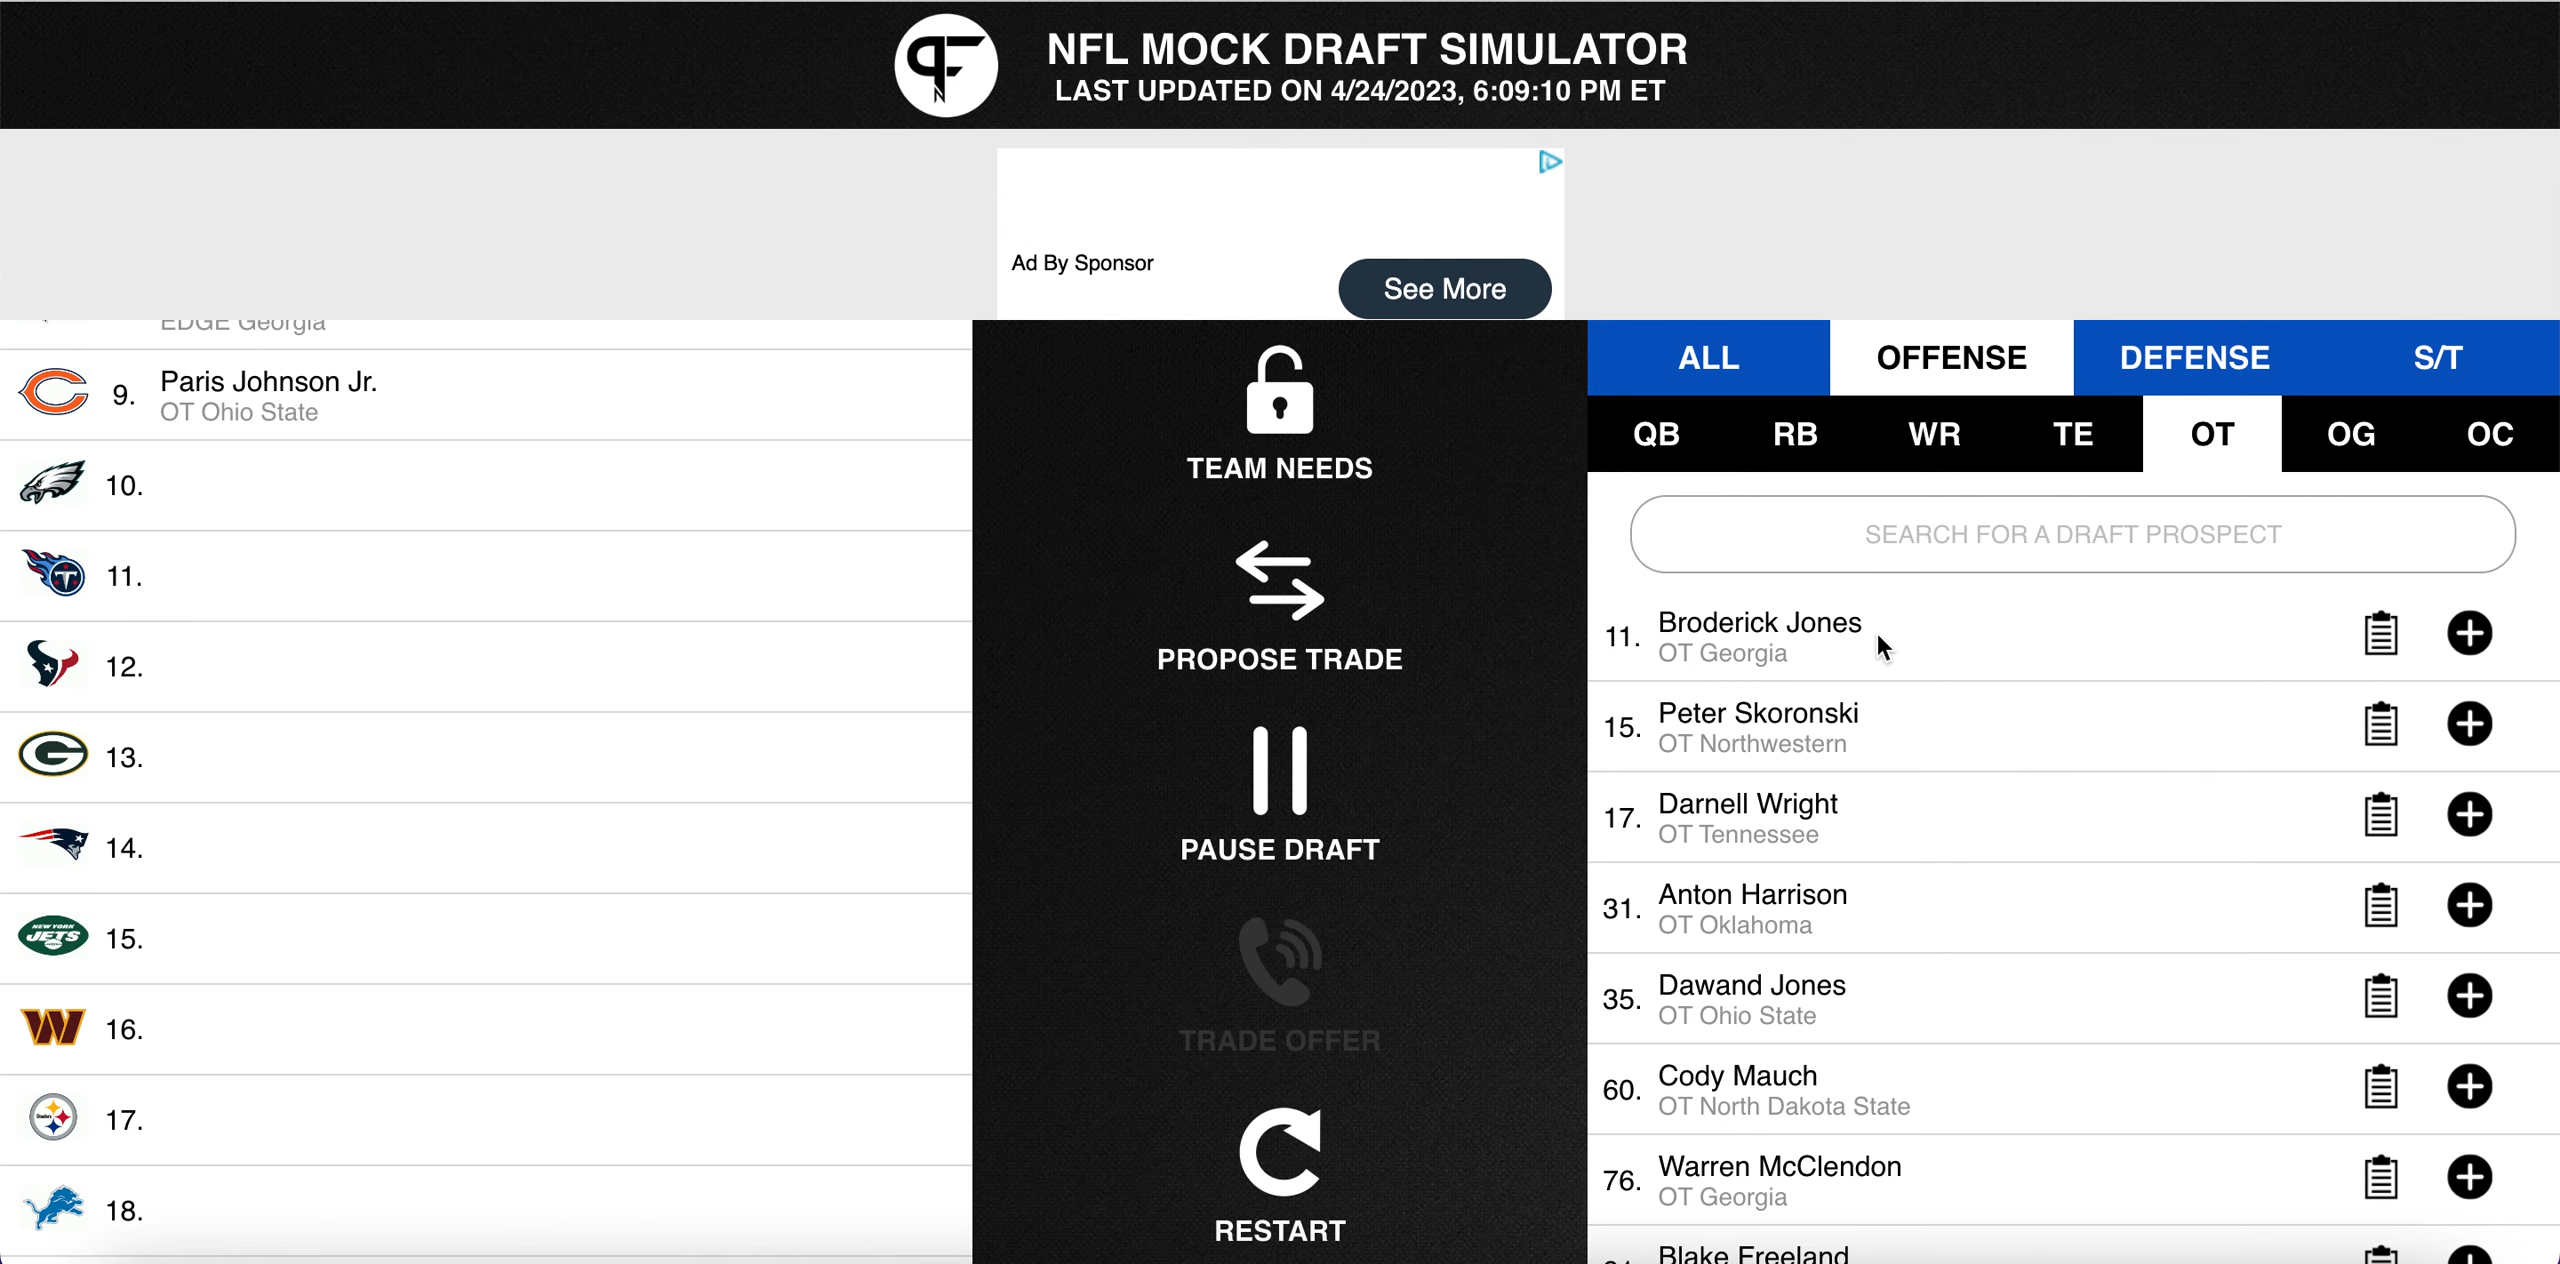 NFL MOCK DRAFT SIMULATOR
LAST UPDATED ON 4/24/2023, 6:09:10 PM ET
Ad By Sponsor
See More
EDGE Georgia
9. Paris Johnson Jr.
OT Ohio State
10.
11.
12.
13.
14.
NEW YORK
JETS
15.
16.
Steelers
17.
18.
TEAM NEEDS
PROPOSE TRADE
PAUSE DRAFT
TRADE OFFER
RESTART
ALL OFFENSE DEFENSE S/T
QB RB WR TE OT OG OC
SEARCH FOR A DRAFT PROSPECT
11. Broderick Jones
OT Georgia
15. Peter Skoronski
OT Northwestern
17. Darnell Wright
OT Tennessee
31. Anton Harrison
OT Oklahoma
35. Dawand Jones
OT Ohio State
60. Cody Mauch
OT North Dakota State
76. Warren McClendon
OT Georgia
Blake Freeland